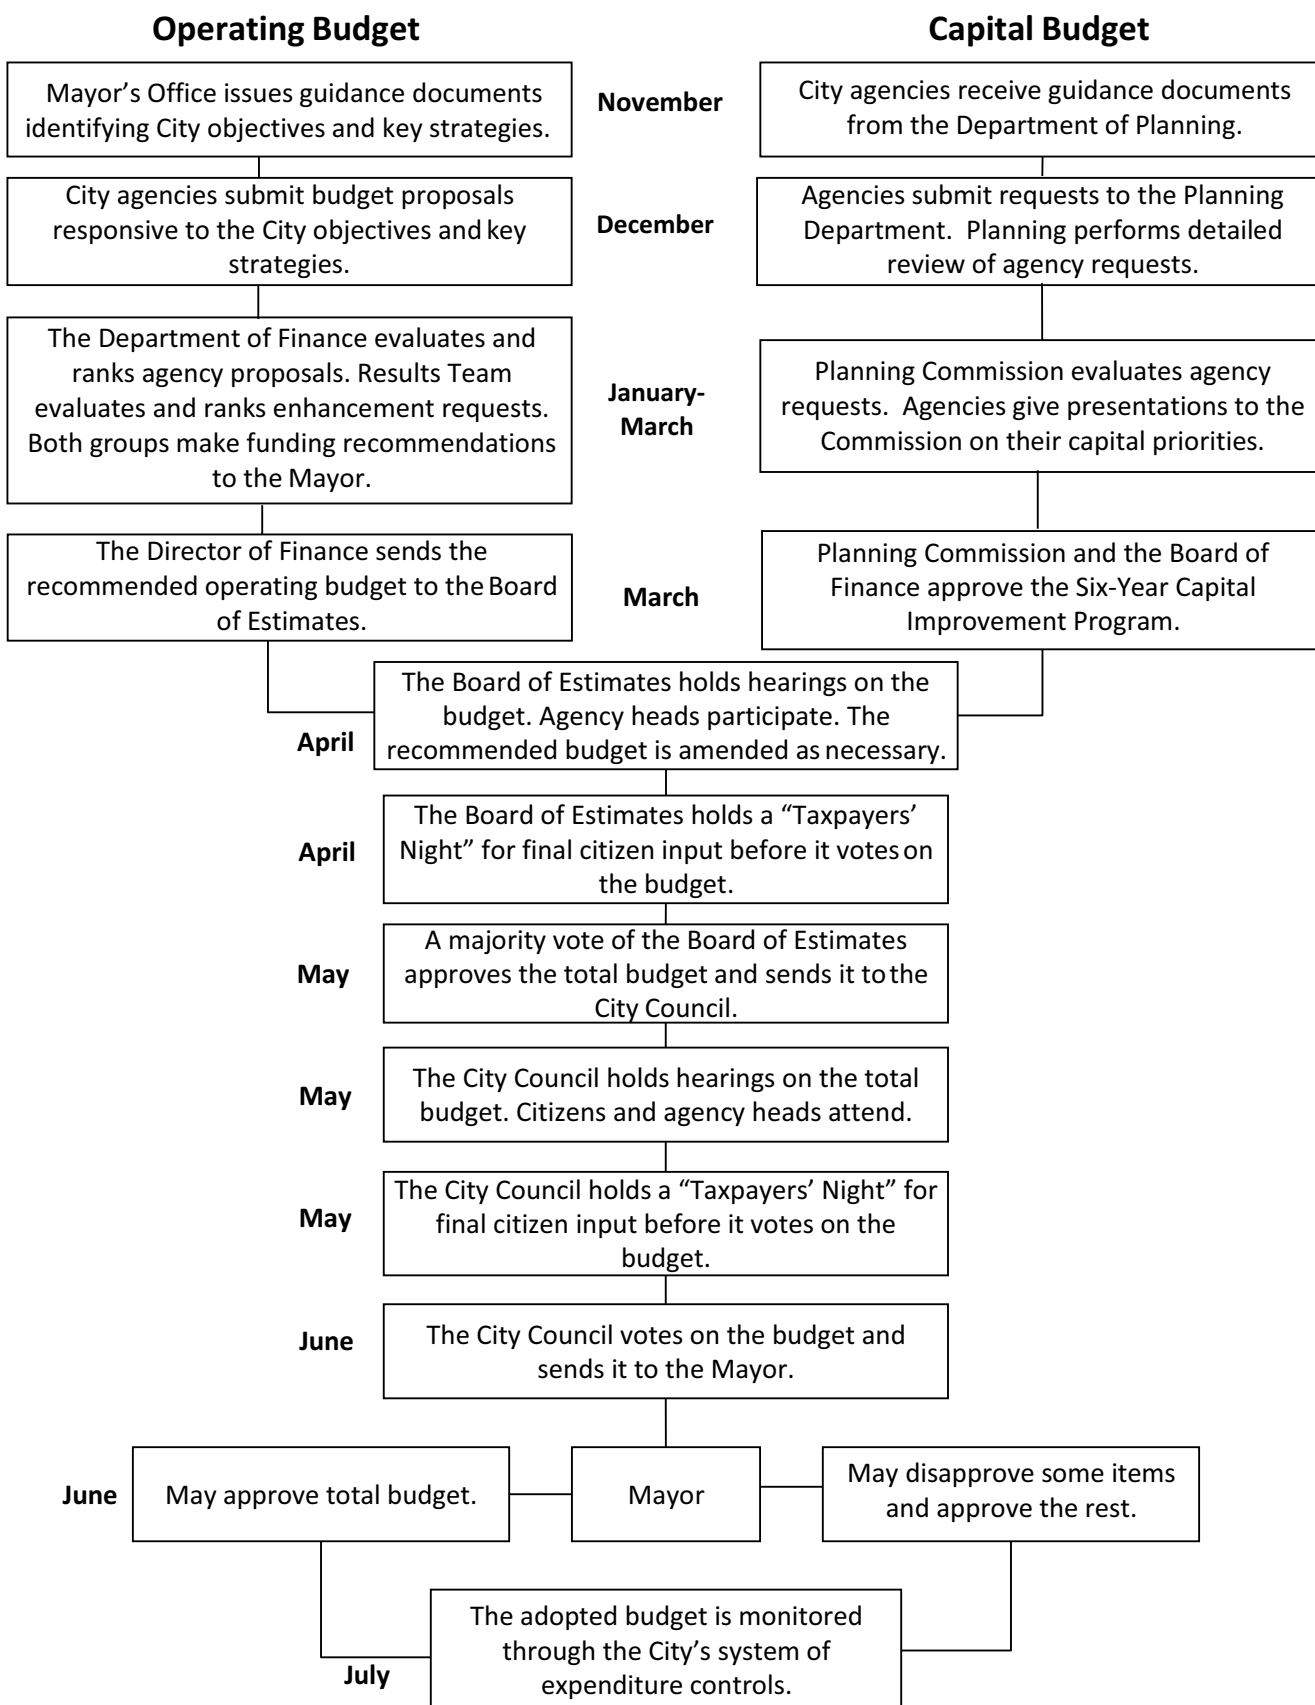 Operating Budget
Capital Budget
Mayor’s Office issues guidance documents
identifying City objectives and key strategies.
November
City agencies receive guidance documents
from the Department of Planning.
City agencies submit budget proposals
responsive to the City objectives and key
strategies.
December
Agencies submit requests to the Planning
Department.  Planning performs detailed
review of agency requests.
The Department of Finance evaluates and
ranks agency proposals. Results Team
evaluates and ranks enhancement requests.
Both groups make funding recommendations
to the Mayor.
January-
March
Planning Commission evaluates agency
requests.  Agencies give presentations to the
Commission on their capital priorities.
The Director of Finance sends the
recommended operating budget to the Board
of Estimates.
March
Planning Commission and the Board of
Finance approve the Six-Year Capital
Improvement Program.
April
The Board of Estimates holds hearings on the
budget. Agency heads participate. The
recommended budget is amended as necessary.
April
The Board of Estimates holds a “Taxpayers’
Night” for final citizen input before it votes on
the budget.
May
A majority vote of the Board of Estimates
approves the total budget and sends it to the
City Council.
May
The City Council holds hearings on the total
budget. Citizens and agency heads attend.
May
The City Council holds a “Taxpayers’ Night” for
final citizen input before it votes on the
budget.
June
The City Council votes on the budget and
sends it to the Mayor.
June
May approve total budget.
Mayor
May disapprove some items
and approve the rest.
July
The adopted budget is monitored
through the City’s system of
expenditure controls.